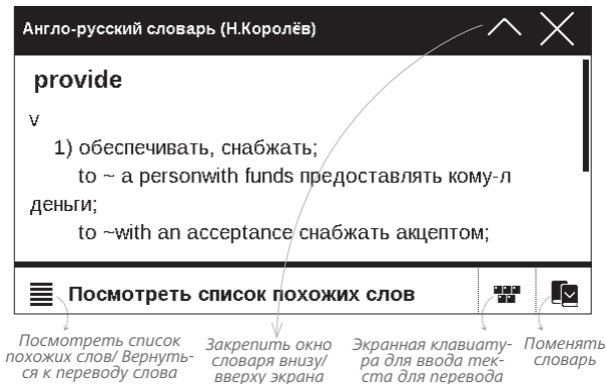 Англо-русский словарь (Н.Королёв)
provide
v
1) обеспечивать, снабжать;
to ~ a personwith funds предоставлять кому-л
деньги;
to ~with an acceptance снабжать акцептом;
Посмотреть список похожих слов
Посмотреть список
похожих слов/ Вернуть-
ся к переводу слова
Закрепить окно
словаря внизу/
вверху экрана
Экранная клавиату-
ра для ввода тек-
ста для перевода
Поменять
словарь